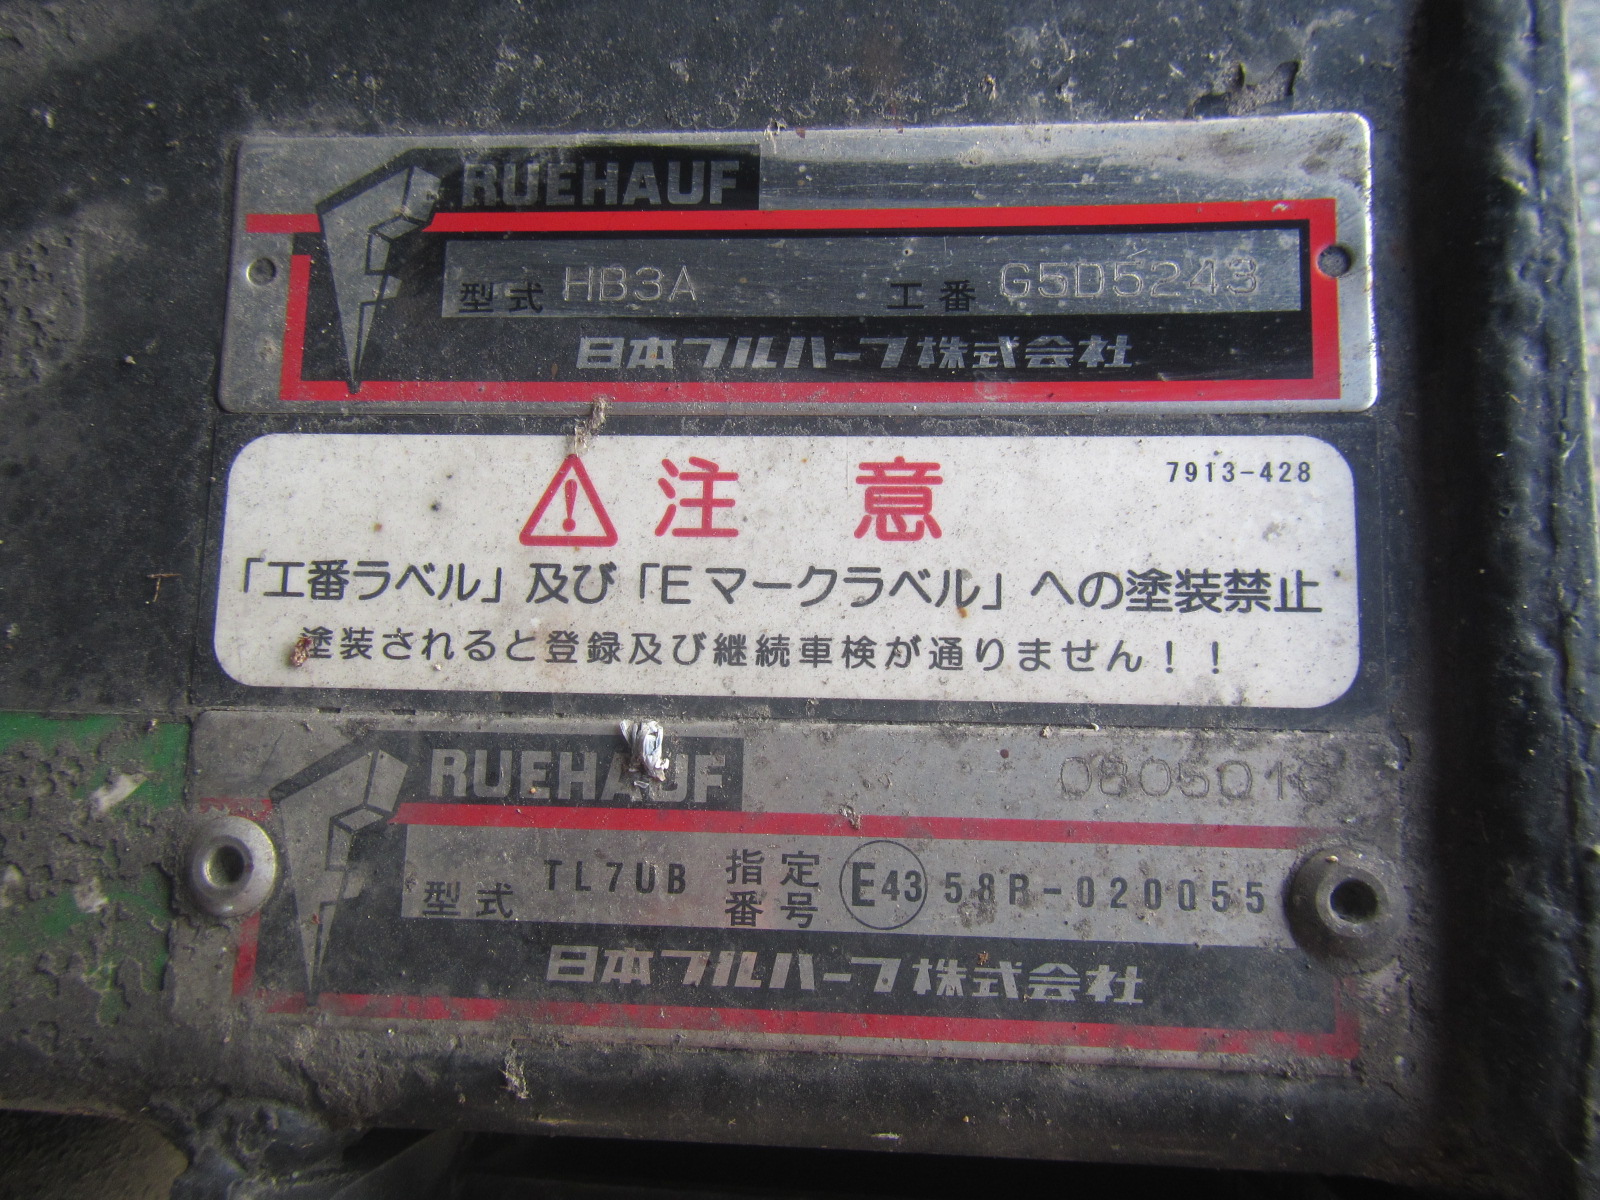 FRUEHAUF
型式 HB3A 工番 G5D5243
日本フルハーフ株式会社
注意 7913-428
「工番ラベル」及び「Eマークラベル」への塗装禁止
塗装されると登録及び継続車検が通りません！！
FRUEHAUF
型式 TL7UB 指定番号 E43 58R-020055
日本フルハーフ株式会社